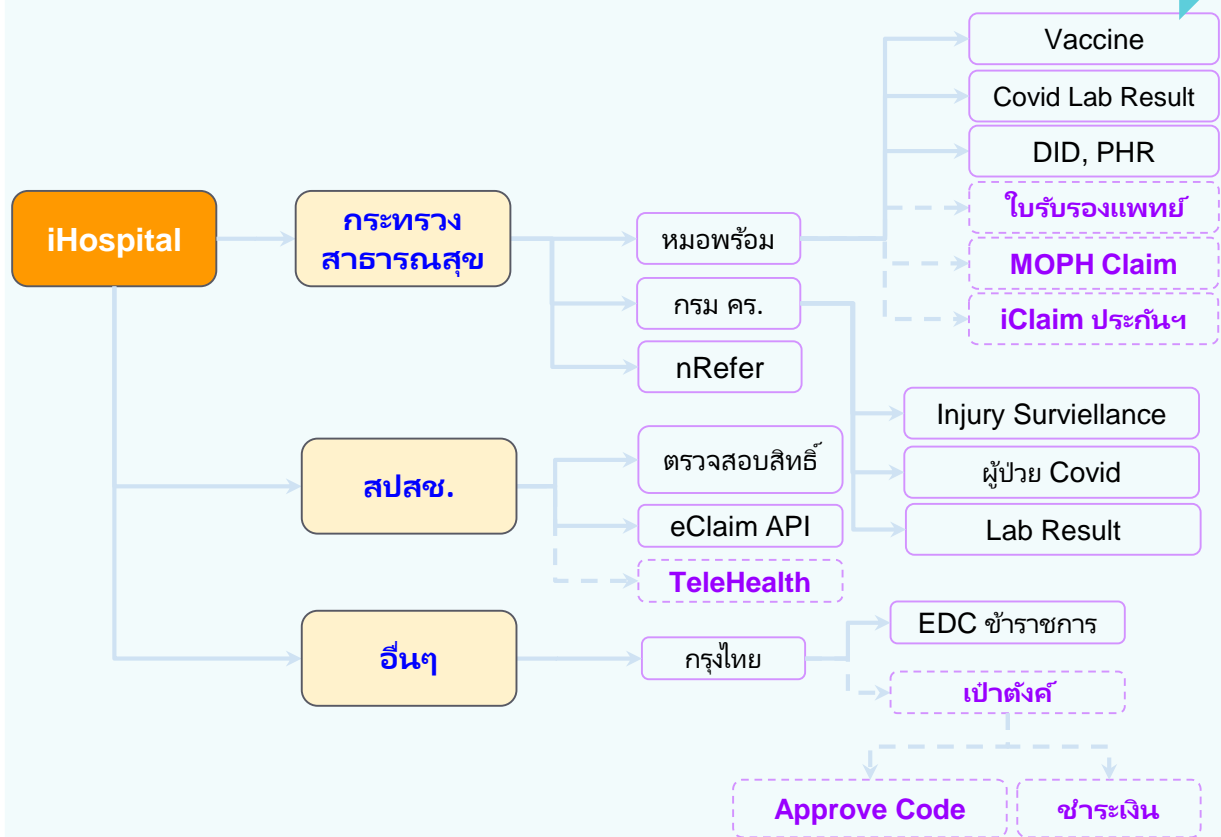 Vaccine
Covid Lab Result
DID, PHR
ใบรับรองแพทย์
MOPH Claim
iClaim ประกันฯ
iHospital
กระทรวง
สาธารณสุข
หมอพร้อม
กรม คร.
nRefer
Injury Surviellance
ผู้ป่วย Covid
Lab Result
สปสช.
ตรวจสอบสิทธิ์
eClaim API
TeleHealth
อื่นๆ
กรุงไทย
EDC ข้าราชการ
เป๋าตังค์
Approve Code
ชำระเงิน